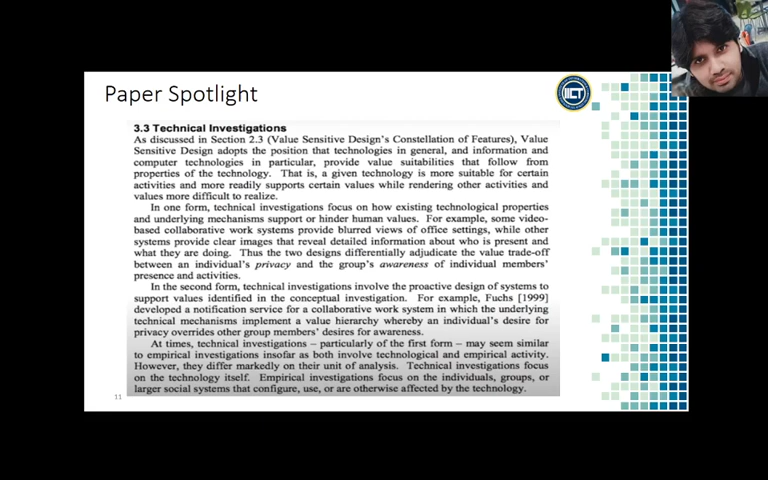 Paper Spotlight
IICT
3.3 Technical Investigations
As discussed in Section 2.3 (Value Sensitive Design's Constellation of Features), Value
Sensitive Design adopts the position that technologies in general, and information and
computer technologies in particular, provide value suitabilities that follow from
properties of the technology. That is, a given technology is more suitable for certain
activities and more readily supports certain values while rendering other activities and
values more difficult to realize.
In one form, technical investigations focus on how existing technological properties
and underlying mechanisms support or hinder human values. For example, some video-
based collaborative work systems provide blurred views of office settings, while other
systems provide clear images that reveal detailed information about who is present and
what they are doing. Thus the two designs differentially adjudicate the value trade-off
between an individual's privacy and the group's awareness of individual members'
presence and activities.
In the second form, technical investigations involve the proactive design of systems to
support values identified in the conceptual investigation. For example, Fuchs [1999]
developed a notification service for a collaborative work system in which the underlying
technical mechanisms implement a value hierarchy whereby an individual's desire for
privacy overrides other group members' desires for awareness.
At times, technical investigations – particularly of the first form – may seem similar
to empirical investigations insofar as both involve technological and empirical activity.
However, they differ markedly on their unit of analysis. Technical investigations focus
on the technology itself. Empirical investigations focus on the individuals, groups, or
larger social systems that configure, use, or are otherwise affected by the technology.
11